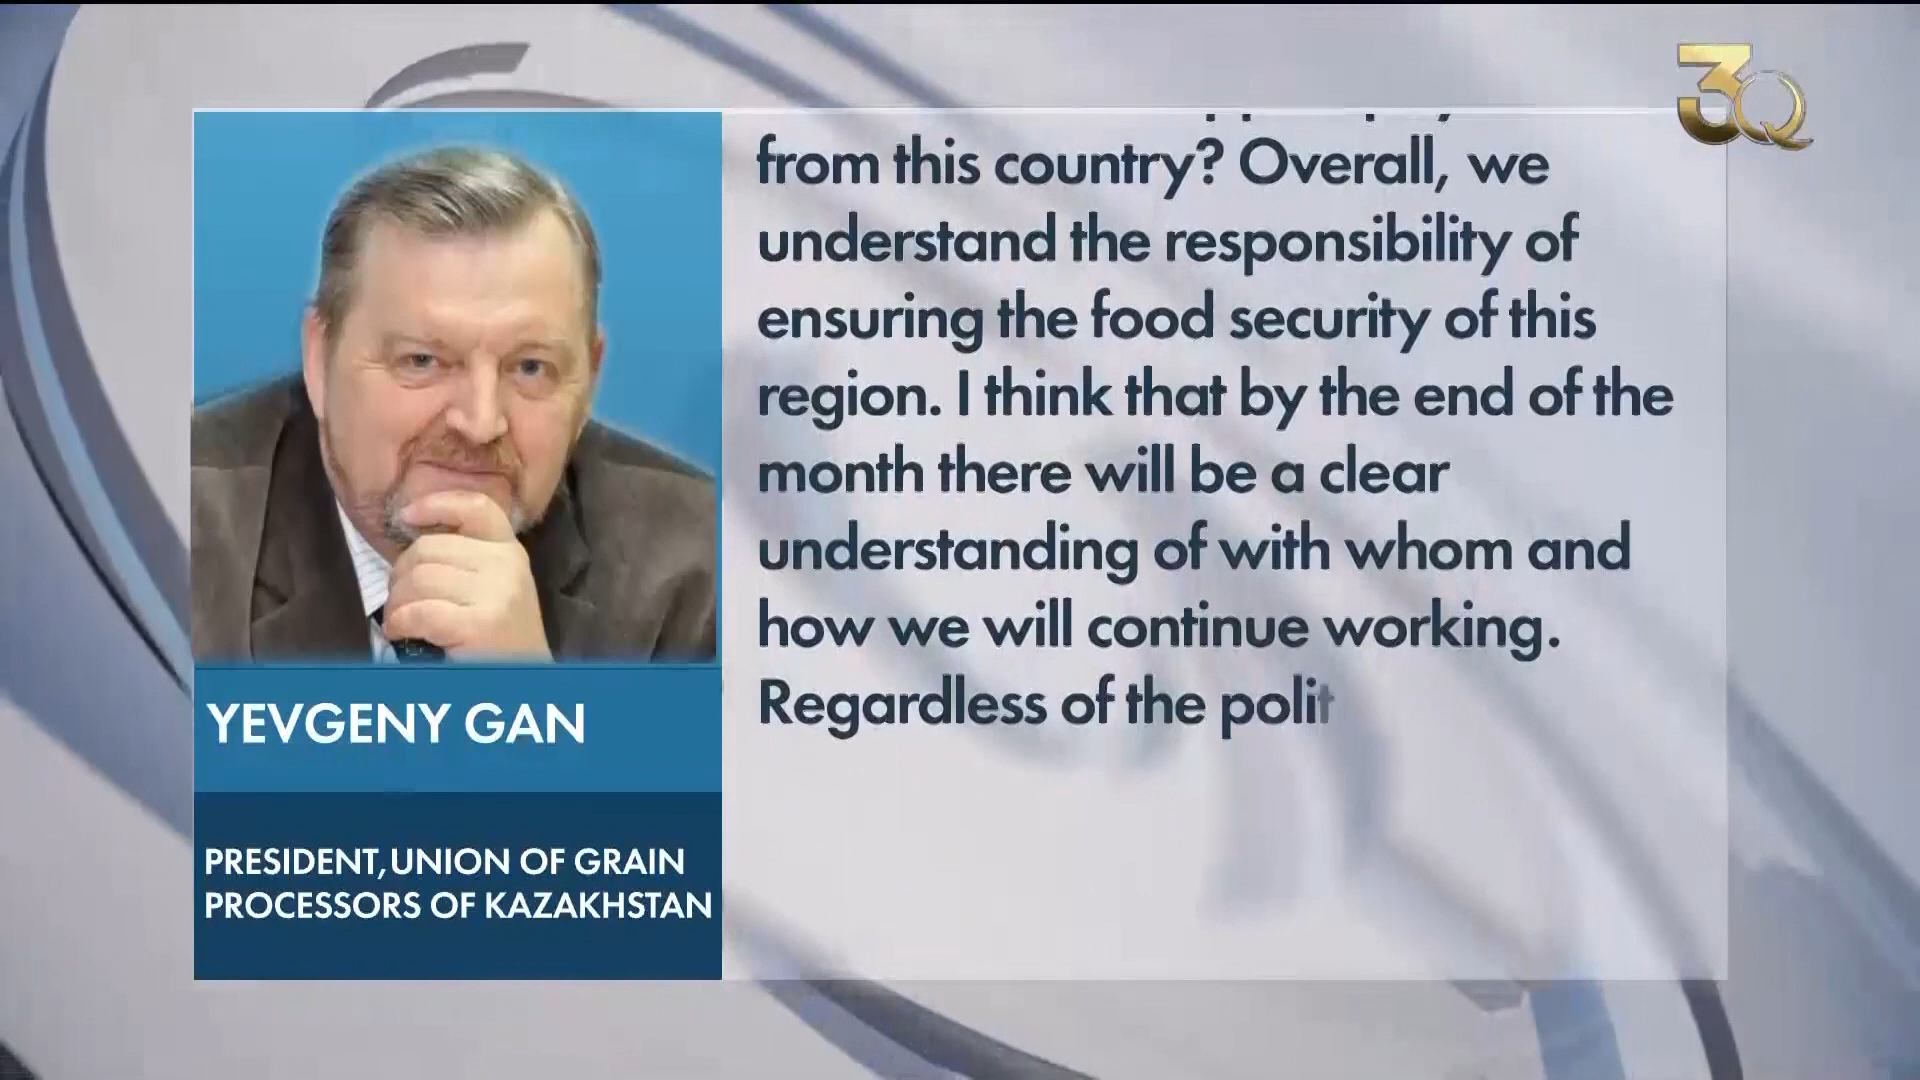 3Q
from this country? Overall, we
understand the responsibility of
ensuring the food security of this
region. I think that by the end of the
month there will be a clear
understanding of with whom and
how we will continue working.
Regardless of the polit
YEVGENY GAN
PRESIDENT, UNION OF GRAIN
PROCESSORS OF KAZAKHSTAN